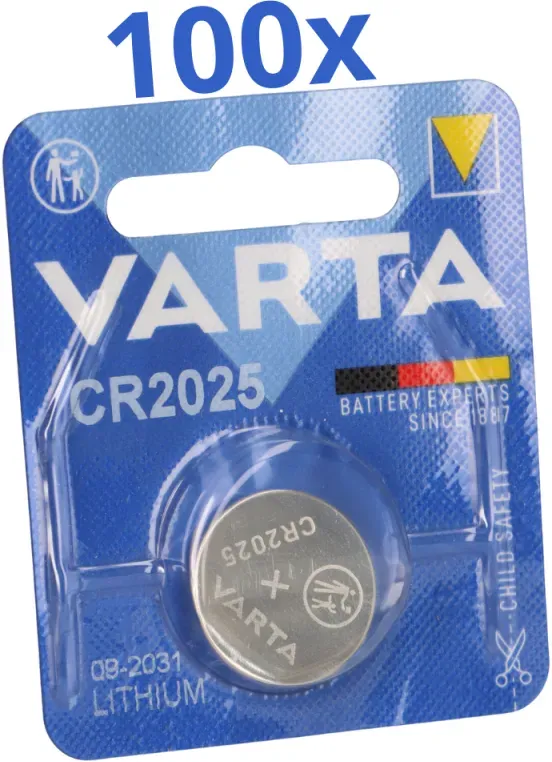 100x
VARTA
CR2025
BATTERY EXPERTS
SINCE 1887
CHILD SAFETY
CR2025
+
VARTA
09-2031
LITHIUM